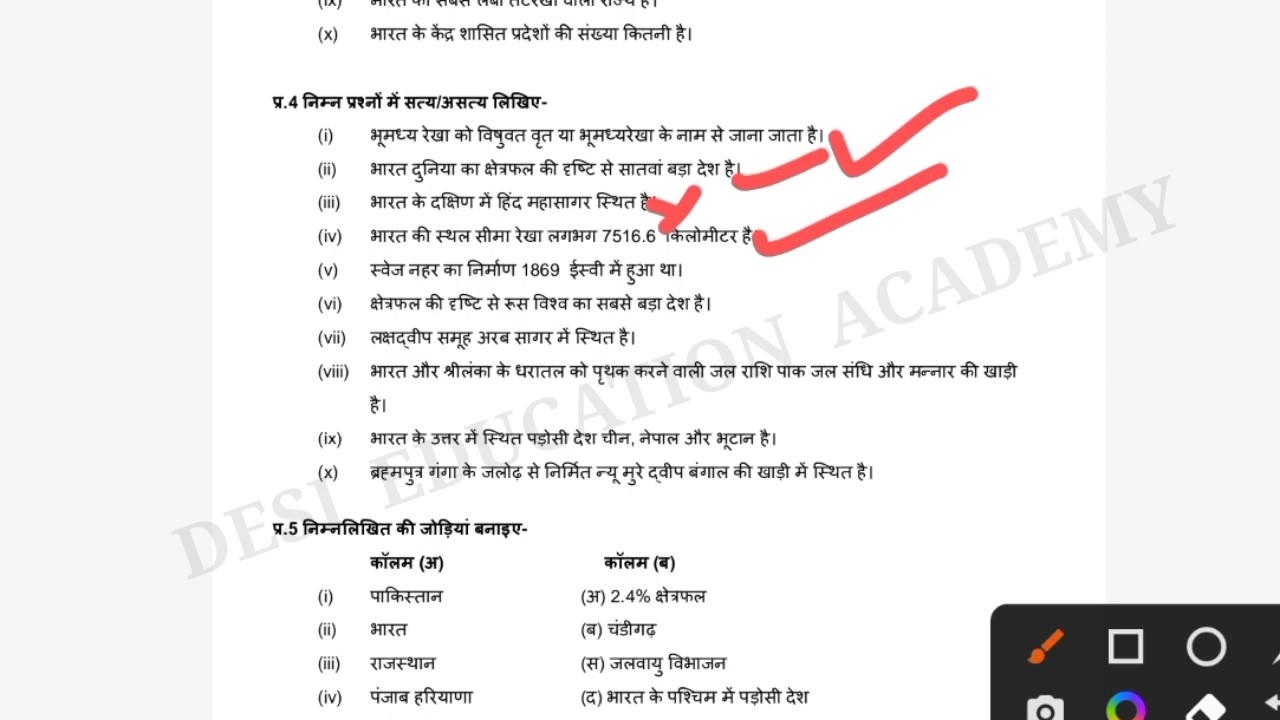 (ix) भारत का सबसे लंबी तटरेखा वाला राज्य है।
(x) भारत के केंद्र शासित प्रदेशों की संख्या कितनी है।
प्र.4 निम्न प्रश्नों में सत्य/असत्य लिखिए-
(i) भूमध्य रेखा को विषुवत वृत या भूमध्यरेखा के नाम से जाना जाता है।
(ii) भारत दुनिया का क्षेत्रफल की दृष्टि से सातवां बड़ा देश है।
(iii) भारत के दक्षिण में हिंद महासागर स्थित है।
(iv) भारत की स्थल सीमा रेखा लगभग 7516.6 किलोमीटर है
(v) स्वेज नहर का निर्माण 1869 ईस्वी में हुआ था।
(vi) क्षेत्रफल की दृष्टि से रूस विश्व का सबसे बड़ा देश है।
(vii) लक्षद्वीप समूह अरब सागर में स्थित है।
(viii) भारत और श्रीलंका के धरातल को पृथक करने वाली जल राशि पाक जल संधि और मन्नार की खाड़ी
है।
(ix) भारत के उत्तर में स्थित पड़ोसी देश चीन, नेपाल और भूटान है।
(x) ब्रह्मपुत्र गंगा के जलोढ़ से निर्मित न्यू मुरे द्वीप बंगाल की खाड़ी में स्थित है।
DESI EDUCATION ACADEMY
प्र.5 निम्नलिखित की जोड़ियां बनाइए-
कॉलम (अ) कॉलम (ब)
(i) पाकिस्तान (अ) 2.4% क्षेत्रफल
(ii) भारत (ब) चंडीगढ़
(iii) राजस्थान (स) जलवायु विभाजन
(iv) पंजाब हरियाणा (द) भारत के पश्चिम में पड़ोसी देश